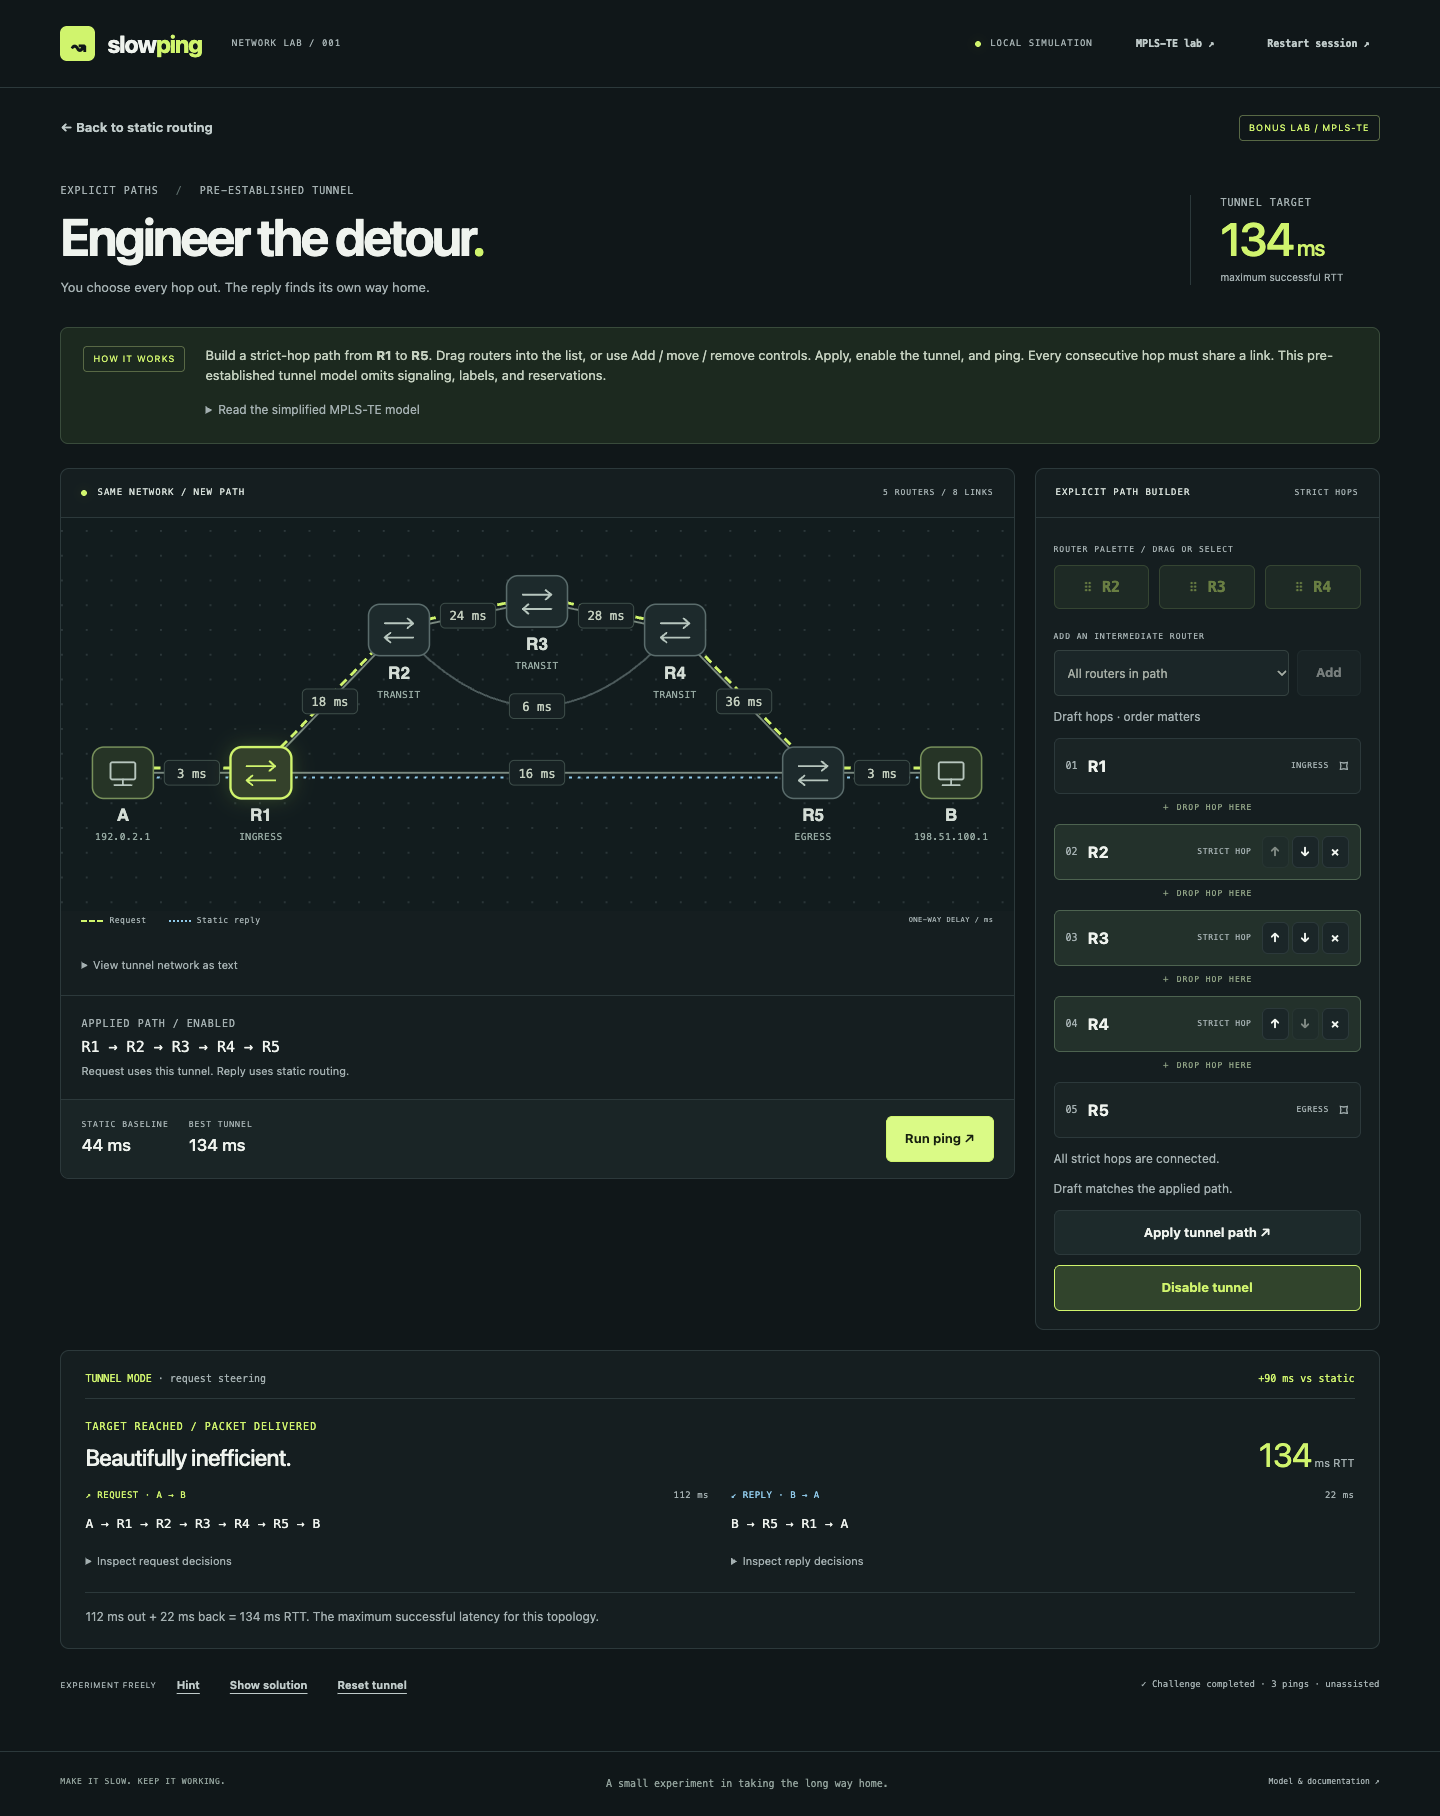 slowping
NETWORK LAB / 001
LOCAL SIMULATION
MPLS-TE lab ↗
Restart session ↗
← Back to static routing
BONUS LAB / MPLS-TE
EXPLICIT PATHS / PRE-ESTABLISHED TUNNEL
Engineer the detour.
You choose every hop out. The reply finds its own way home.
TUNNEL TARGET
134 ms
maximum successful RTT
HOW IT WORKS
Build a strict-hop path from R1 to R5. Drag routers into the list, or use Add / move / remove controls. Apply, enable the tunnel, and ping. Every consecutive hop must share a link. This pre-
established tunnel model omits signaling, labels, and reservations.
▶ Read the simplified MPLS-TE model
SAME NETWORK / NEW PATH
5 ROUTERS / 8 LINKS
24 ms
28 ms
R3
TRANSIT
R2
TRANSIT
R4
TRANSIT
18 ms
6 ms
36 ms
3 ms
16 ms
3 ms
A
192.0.2.1
R1
INGRESS
R5
EGRESS
B
198.51.100.1
Request
Static reply
ONE-WAY DELAY / ms
▶ View tunnel network as text
APPLIED PATH / ENABLED
R1 → R2 → R3 → R4 → R5
Request uses this tunnel. Reply uses static routing.
STATIC BASELINE
44 ms
BEST TUNNEL
134 ms
Run ping ↗
EXPLICIT PATH BUILDER
STRICT HOPS
ROUTER PALETTE / DRAG OR SELECT
⠿ R2
⠿ R3
⠿ R4
ADD AN INTERMEDIATE ROUTER
All routers in path
Add
Draft hops · order matters
01 R1 INGRESS
+ DROP HOP HERE
02 R2 STRICT HOP ↑ ↓ ×
+ DROP HOP HERE
03 R3 STRICT HOP ↑ ↓ ×
+ DROP HOP HERE
04 R4 STRICT HOP ↑ ↓ ×
+ DROP HOP HERE
05 R5 EGRESS
All strict hops are connected.
Draft matches the applied path.
Apply tunnel path ↗
Disable tunnel
TUNNEL MODE · request steering
+90 ms vs static
TARGET REACHED / PACKET DELIVERED
Beautifully inefficient.
134 ms RTT
↗ REQUEST · A → B
112 ms
A → R1 → R2 → R3 → R4 → R5 → B
▶ Inspect request decisions
↙ REPLY · B → A
22 ms
B → R5 → R1 → A
▶ Inspect reply decisions
112 ms out + 22 ms back = 134 ms RTT. The maximum successful latency for this topology.
EXPERIMENT FREELY
Hint
Show solution
Reset tunnel
✓ Challenge completed · 3 pings · unassisted
MAKE IT SLOW. KEEP IT WORKING.
A small experiment in taking the long way home.
Model & documentation ↗